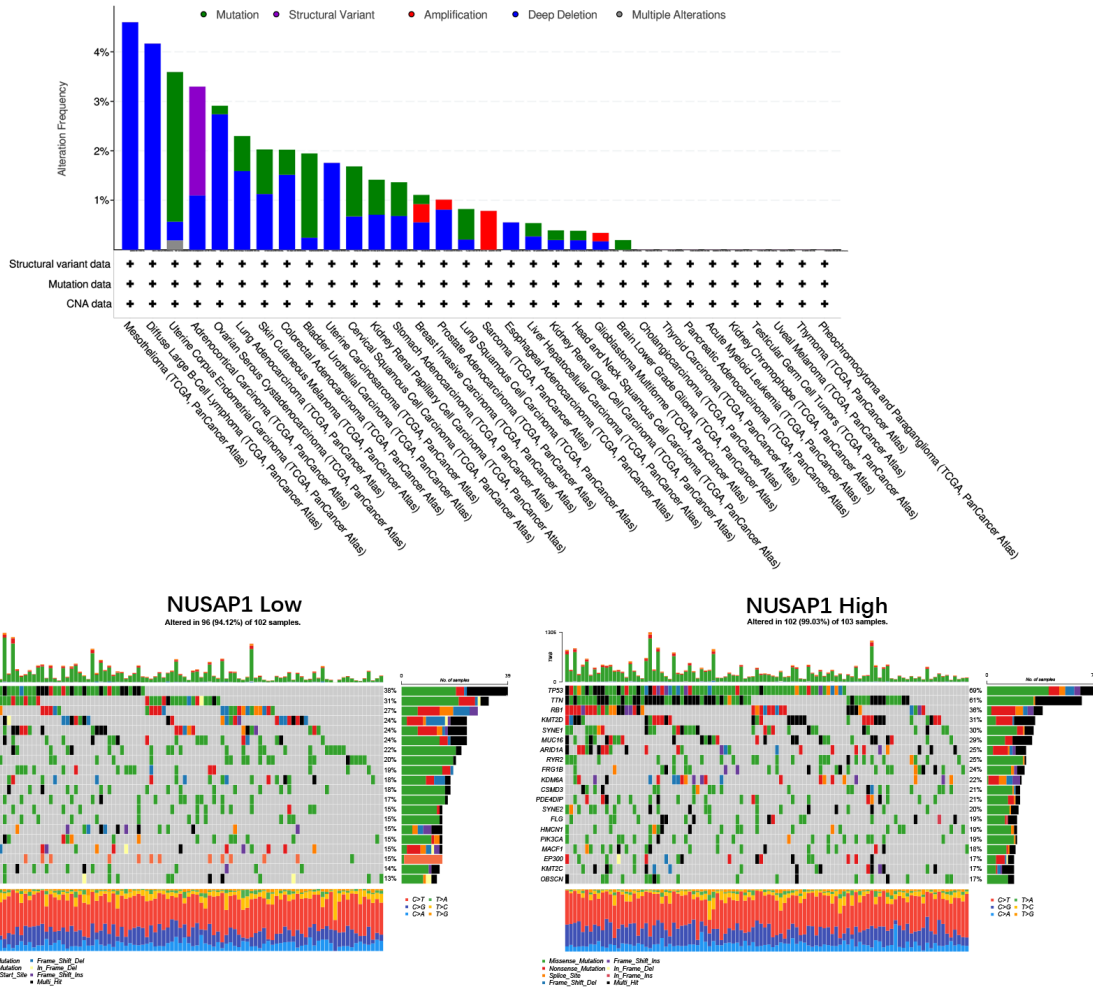 Mutation Structural Variant Amplification Deep Deletion Multiple Alterations
Alteration Frequency
4%
3%
2%
1%
Structural variant data
Mutation data
CNA data
Mesothelioma (TCGA, PanCancer Atlas)
Diffuse Large B-Cell Lymphoma (TCGA, PanCancer Atlas)
Uterine Corpus Endometrial Carcinoma (TCGA, PanCancer Atlas)
Adrenocortical Carcinoma (TCGA, PanCancer Atlas)
Ovarian Serous Cystadenocarcinoma (TCGA, PanCancer Atlas)
Lung Adenocarcinoma (TCGA, PanCancer Atlas)
Skin Cutaneous Melanoma (TCGA, PanCancer Atlas)
Colorectal Adenocarcinoma (TCGA, PanCancer Atlas)
Bladder Urothelial Carcinoma (TCGA, PanCancer Atlas)
Uterine Carcinosarcoma (TCGA, PanCancer Atlas)
Cervical Squamous Cell Carcinoma (TCGA, PanCancer Atlas)
Kidney Renal Papillary Cell Carcinoma (TCGA, PanCancer Atlas)
Stomach Adenocarcinoma (TCGA, PanCancer Atlas)
Breast Invasive Carcinoma (TCGA, PanCancer Atlas)
Prostate Adenocarcinoma (TCGA, PanCancer Atlas)
Lung Squamous Cell Carcinoma (TCGA, PanCancer Atlas)
Sarcoma (TCGA, PanCancer Atlas)
Esophageal Adenocarcinoma (TCGA, PanCancer Atlas)
Liver Hepatocellular Carcinoma (TCGA, PanCancer Atlas)
Kidney Renal Clear Cell Carcinoma (TCGA, PanCancer Atlas)
Head and Neck Squamous Cell Carcinoma (TCGA, PanCancer Atlas)
Glioblastoma Multiforme (TCGA, PanCancer Atlas)
Brain Lower Grade Glioma (TCGA, PanCancer Atlas)
Cholangiocarcinoma (TCGA, PanCancer Atlas)
Thyroid Carcinoma (TCGA, PanCancer Atlas)
Pancreatic Adenocarcinoma (TCGA, PanCancer Atlas)
Acute Myeloid Leukemia (TCGA, PanCancer Atlas)
Kidney Chromophobe (TCGA, PanCancer Atlas)
Testicular Germ Cell Tumors (TCGA, PanCancer Atlas)
Uveal Melanoma (TCGA, PanCancer Atlas)
Thymoma (TCGA, PanCancer Atlas)
Pheochromocytoma and Paraganglioma (TCGA, PanCancer Atlas)
NUSAP1 Low
Altered in 96 (94.12%) of 102 samples.
No. of samples
0 39
38%
31%
27%
24%
24%
24%
22%
20%
19%
18%
18%
17%
15%
15%
15%
15%
15%
15%
14%
13%
C>T T>A
C>G T>C
C>A T>G
Mutation Frame_Shift_Del
Mutation In_Frame_Del
Start_Site Frame_Shift_Ins
Multi_Hit
NUSAP1 High
Altered in 102 (99.03%) of 103 samples.
TMB
0
No. of samples
0
TP53 69%
TTN 61%
RB1 36%
KMT2D 31%
SYNE1 30%
MUC16 29%
ARID1A 25%
RYR2 25%
FRG1B 24%
KDM6A 22%
CSMD3 21%
PDE4DIP 21%
SYNE2 20%
FLG 19%
HMCN1 19%
PIK3CA 19%
MACF1 18%
EP300 17%
KMT2C 17%
OBSCN 17%
C>T T>A
C>G T>C
C>A T>G
Missense_Mutation Frame_Shift_Ins
Nonsense_Mutation In_Frame_Del
Splice_Site In_Frame_Ins
Frame_Shift_Del Multi_Hit